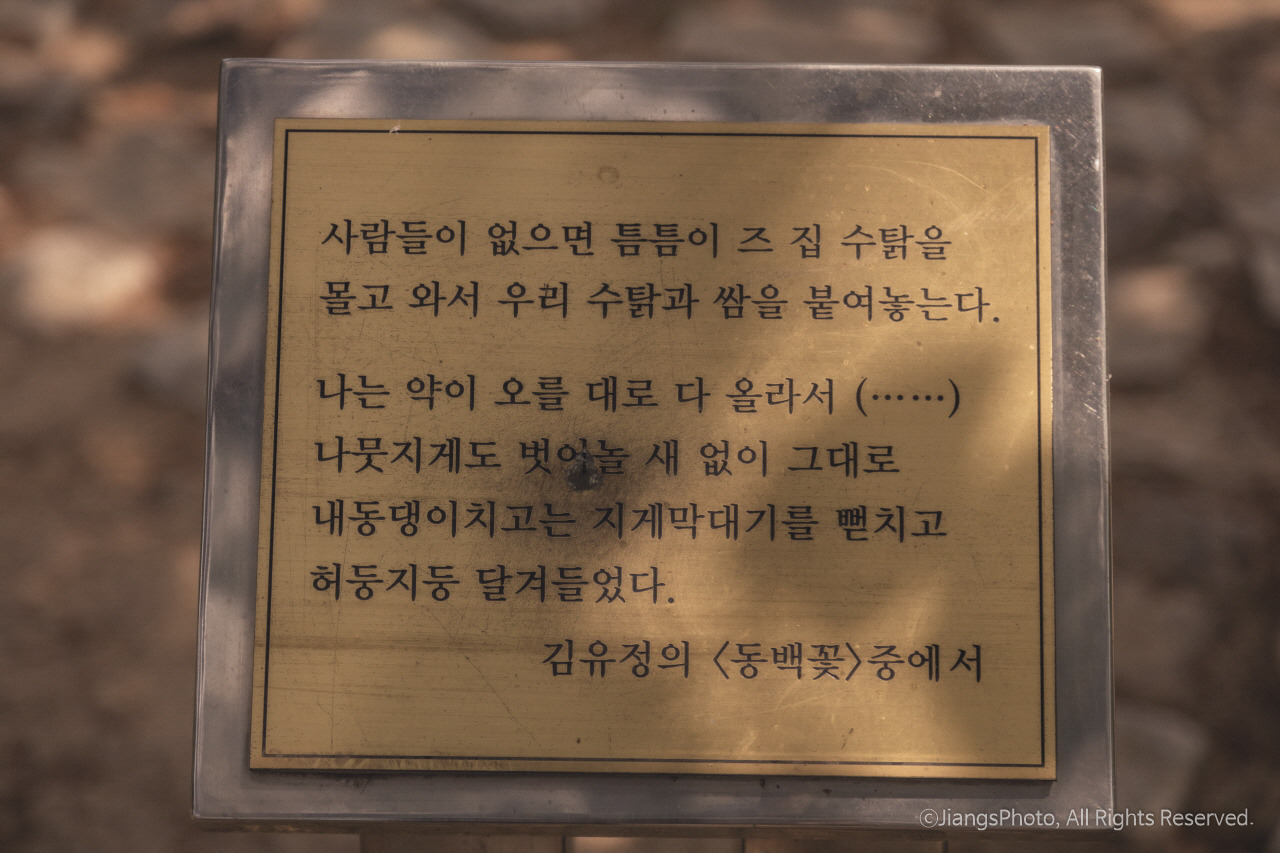 사람들이 없으면 틈틈이 즈 집 수탉을
몰고 와서 우리 수탉과 쌈을 붙여놓는다.
나는 약이 오를 대로 다 올라서 (……)
나뭇지게도 벗어놀 새 없이 그대로
내동댕이치고는 지게막대기를 뻗치고
허둥지둥 달겨들었다.
김유정의 〈동백꽃〉중에서
©JiangsPhoto, All Rights Reserved.